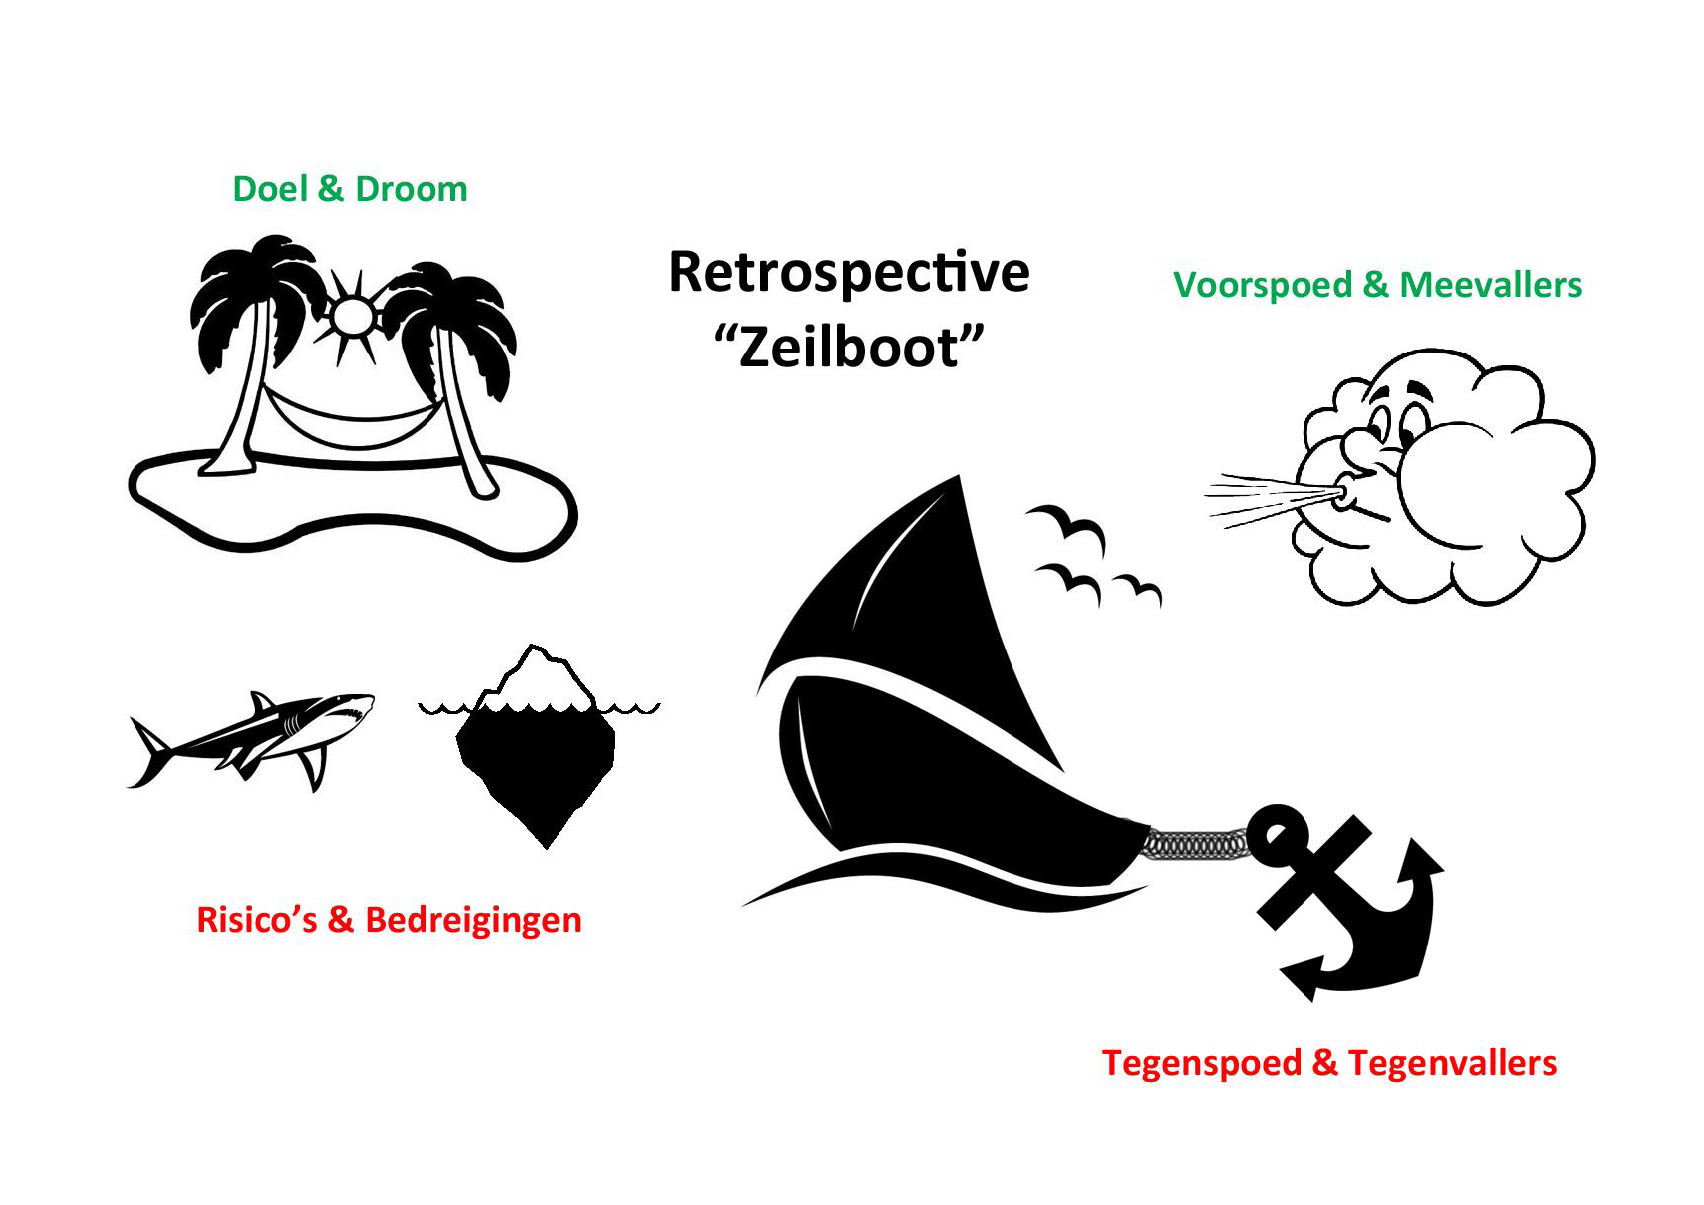 Doel & Droom
Retrospective
“Zeilboot”
Voorspoed & Meevallers
Risico’s & Bedreigingen
Tegenspoed & Tegenvallers